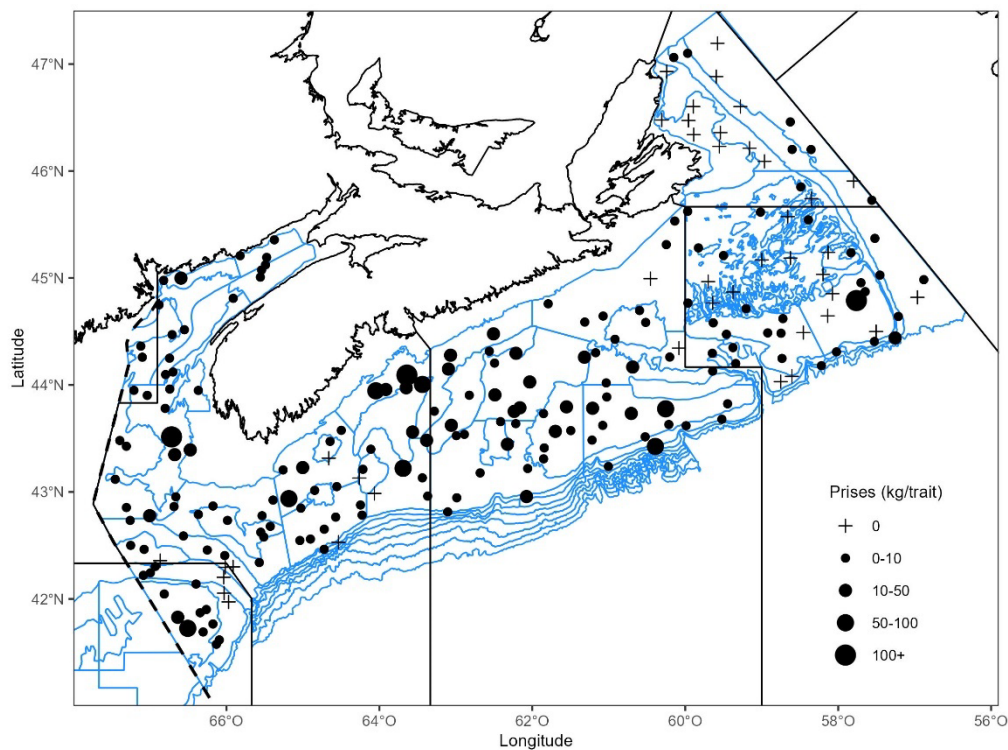 47°N
46°N
45°N
44°N
43°N
42°N
Latitude
66°O
64°O
62°O
60°O
58°O
56°O
Longitude
Prises (kg/trait)
0
0-10
10-50
50-100
100+